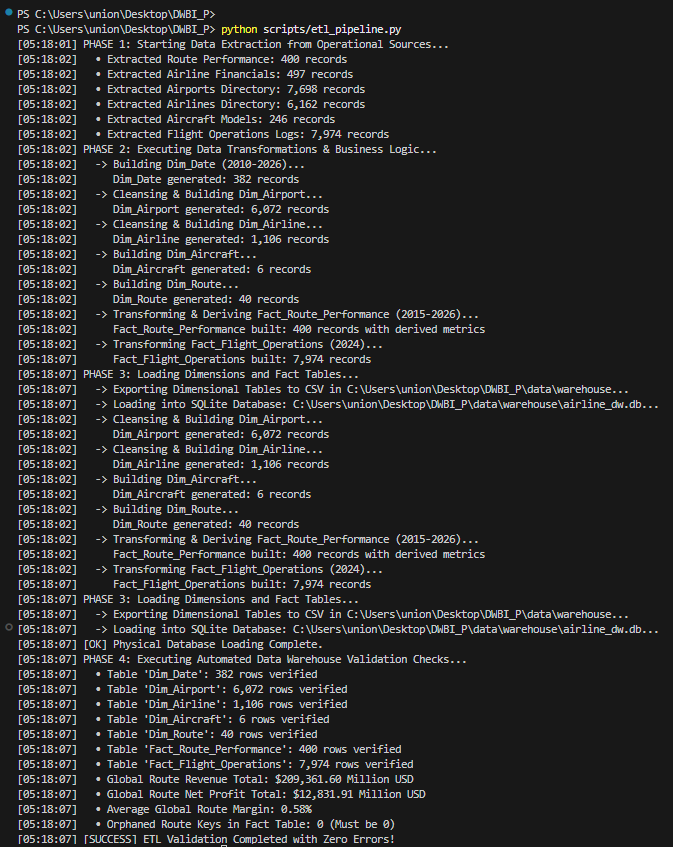 PS C:\Users\union\Desktop\DWBI_P>
PS C:\Users\union\Desktop\DWBI_P> python scripts/etl_pipeline.py
[05:18:01] PHASE 1: Starting Data Extraction from Operational Sources...
[05:18:02]   • Extracted Route Performance: 400 records
[05:18:02]   • Extracted Airline Financials: 497 records
[05:18:02]   • Extracted Airports Directory: 7,698 records
[05:18:02]   • Extracted Airlines Directory: 6,162 records
[05:18:02]   • Extracted Aircraft Models: 246 records
[05:18:02]   • Extracted Flight Operations Logs: 7,974 records
[05:18:02] PHASE 2: Executing Data Transformations & Business Logic...
[05:18:02]   -> Building Dim_Date (2010-2026)...
[05:18:02]      Dim_Date generated: 382 records
[05:18:02]   -> Cleansing & Building Dim_Airport...
[05:18:02]      Dim_Airport generated: 6,072 records
[05:18:02]   -> Cleansing & Building Dim_Airline...
[05:18:02]      Dim_Airline generated: 1,106 records
[05:18:02]   -> Building Dim_Aircraft...
[05:18:02]      Dim_Aircraft generated: 6 records
[05:18:02]   -> Building Dim_Route...
[05:18:02]      Dim_Route generated: 40 records
[05:18:02]   -> Transforming & Deriving Fact_Route_Performance (2015-2026)...
[05:18:02]      Fact_Route_Performance built: 400 records with derived metrics
[05:18:02]   -> Transforming Fact_Flight_Operations (2024)...
[05:18:07]      Fact_Flight_Operations built: 7,974 records
[05:18:07] PHASE 3: Loading Dimensions and Fact Tables...
[05:18:07]   -> Exporting Dimensional Tables to CSV in C:\Users\union\Desktop\DWBI_P\data\warehouse...
[05:18:07]   -> Loading into SQLite Database: C:\Users\union\Desktop\DWBI_P\data\warehouse\airline_dw.db...
[05:18:02]   -> Cleansing & Building Dim_Airport...
[05:18:02]      Dim_Airport generated: 6,072 records
[05:18:02]   -> Cleansing & Building Dim_Airline...
[05:18:02]      Dim_Airline generated: 1,106 records
[05:18:02]   -> Building Dim_Aircraft...
[05:18:02]      Dim_Aircraft generated: 6 records
[05:18:02]   -> Building Dim_Route...
[05:18:02]      Dim_Route generated: 40 records
[05:18:02]   -> Transforming & Deriving Fact_Route_Performance (2015-2026)...
[05:18:02]      Fact_Route_Performance built: 400 records with derived metrics
[05:18:02]   -> Transforming Fact_Flight_Operations (2024)...
[05:18:07]      Fact_Flight_Operations built: 7,974 records
[05:18:07] PHASE 3: Loading Dimensions and Fact Tables...
[05:18:07]   -> Exporting Dimensional Tables to CSV in C:\Users\union\Desktop\DWBI_P\data\warehouse...
[05:18:07]   -> Loading into SQLite Database: C:\Users\union\Desktop\DWBI_P\data\warehouse\airline_dw.db...
[05:18:07] [OK] Physical Database Loading Complete.
[05:18:07] PHASE 4: Executing Automated Data Warehouse Validation Checks...
[05:18:07]   • Table 'Dim_Date': 382 rows verified
[05:18:07]   • Table 'Dim_Airport': 6,072 rows verified
[05:18:07]   • Table 'Dim_Airline': 1,106 rows verified
[05:18:07]   • Table 'Dim_Aircraft': 6 rows verified
[05:18:07]   • Table 'Dim_Route': 40 rows verified
[05:18:07]   • Table 'Fact_Route_Performance': 400 rows verified
[05:18:07]   • Table 'Fact_Flight_Operations': 7,974 rows verified
[05:18:07]   • Global Route Revenue Total: $209,361.60 Million USD
[05:18:07]   • Global Route Net Profit Total: $12,831.91 Million USD
[05:18:07]   • Average Global Route Margin: 0.58%
[05:18:07]   • Orphaned Route Keys in Fact Table: 0 (Must be 0)
[05:18:07] [SUCCESS] ETL Validation Completed with Zero Errors!